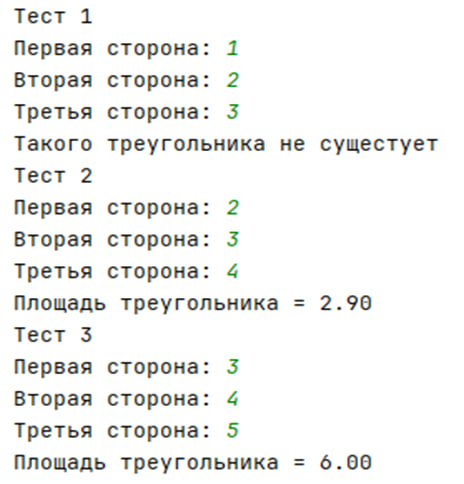 Тест 1
Первая сторона: 1
Вторая сторона: 2
Третья сторона: 3
Такого треугольника не сущестует
Тест 2
Первая сторона: 2
Вторая сторона: 3
Третья сторона: 4
Площадь треугольника = 2.90
Тест 3
Первая сторона: 3
Вторая сторона: 4
Третья сторона: 5
Площадь треугольника = 6.00